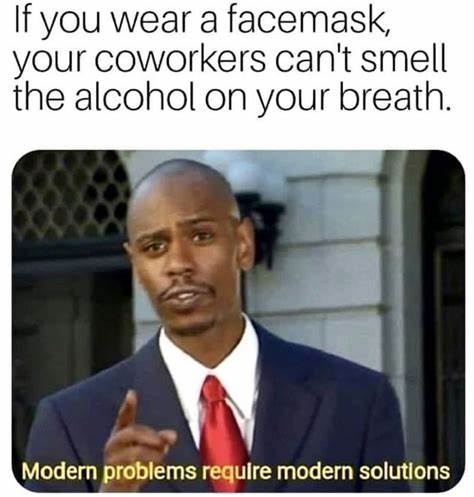 If you wear a facemask,
your coworkers can't smell
the alcohol on your breath.
Modern problems require modern solutions